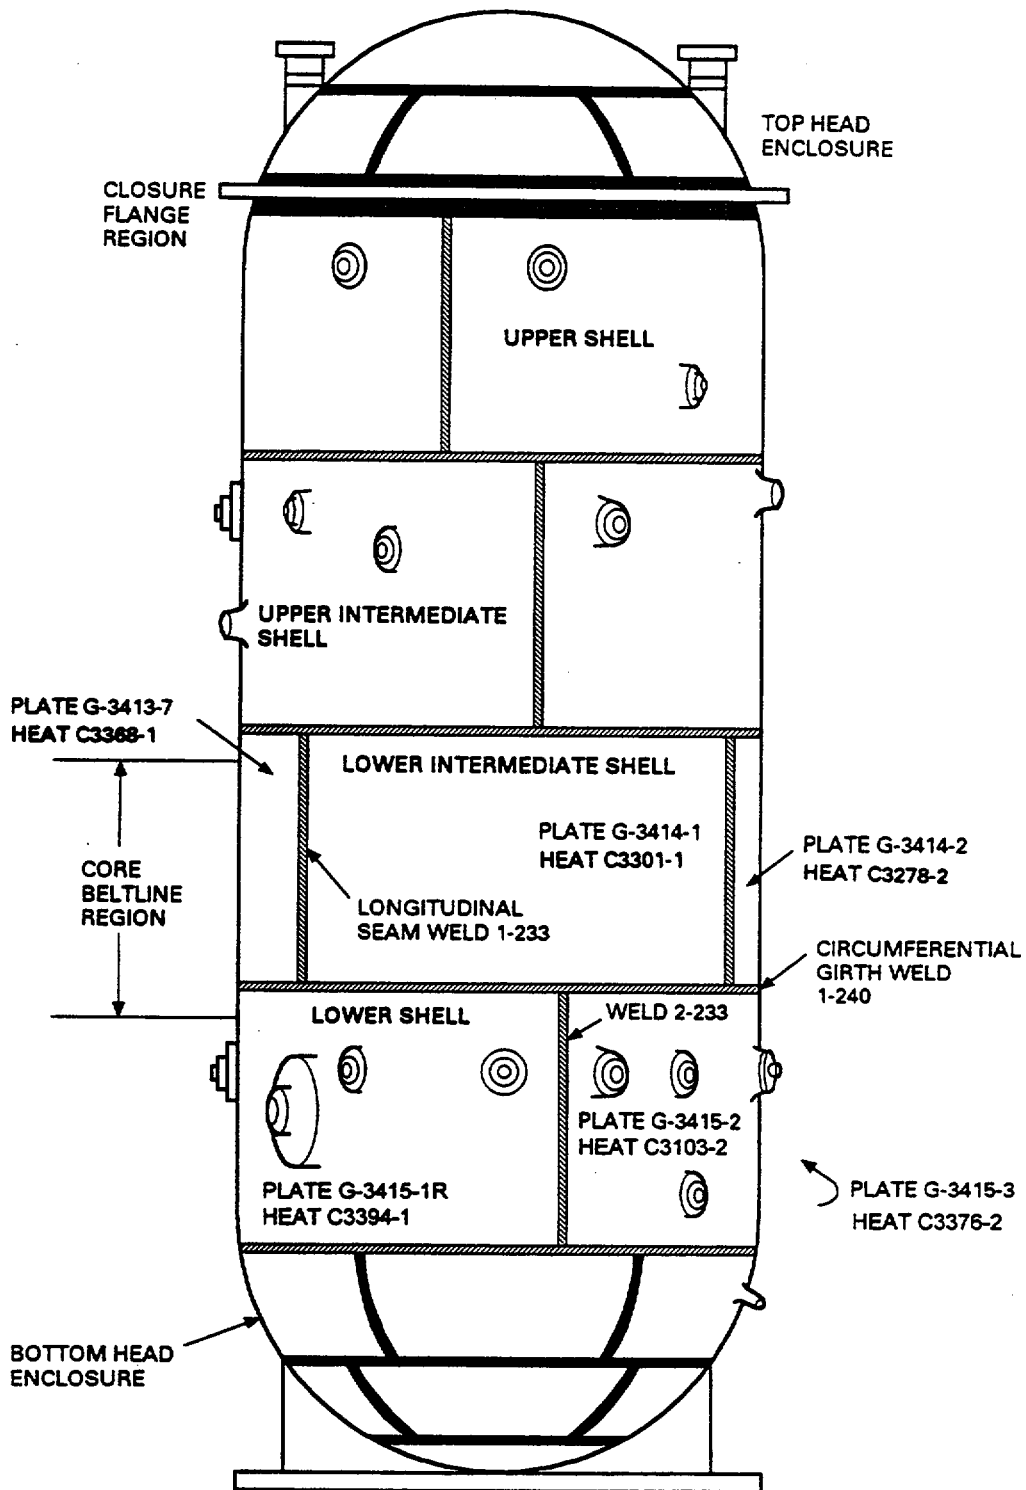 TOP HEAD
ENCLOSURE
CLOSURE
FLANGE
REGION
UPPER SHELL
UPPER INTERMEDIATE
SHELL
PLATE G-3413-7
HEAT C3368-1
LOWER INTERMEDIATE SHELL
PLATE G-3414-1
HEAT C3301-1
PLATE G-3414-2
HEAT C3278-2
CORE
BELTLINE
REGION
LONGITUDINAL
SEAM WELD 1-233
CIRCUMFERENTIAL
GIRTH WELD
1-240
LOWER SHELL
WELD 2-233
PLATE G-3415-2
HEAT C3103-2
PLATE G-3415-1R
HEAT C3394-1
PLATE G-3415-3
HEAT C3376-2
BOTTOM HEAD
ENCLOSURE